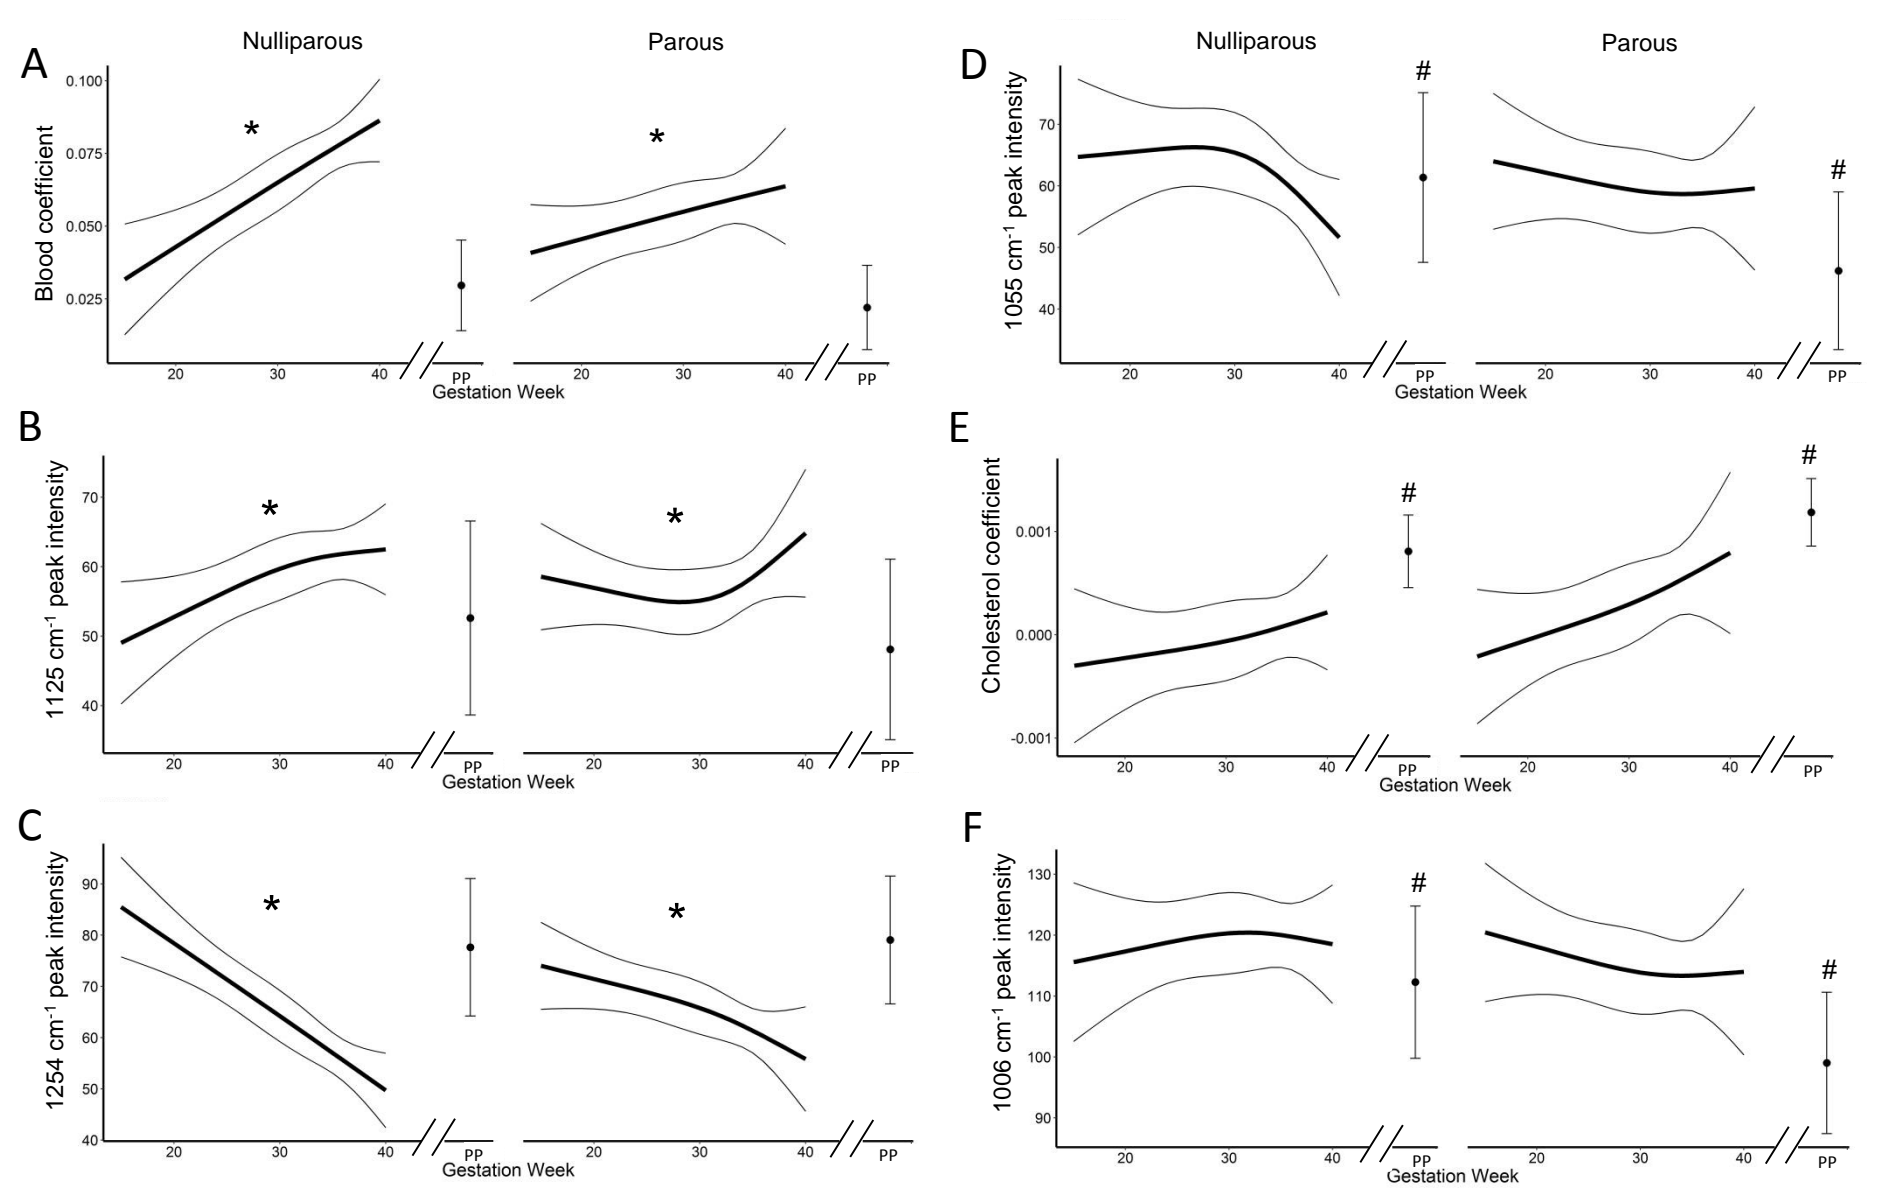 A
Nulliparous
Parous
Blood coefficient
0.100
0.075
0.050
0.025
*
*
20
30
40
PP
20
30
40
PP
Gestation Week
B
1125 cm-1 peak intensity
70
60
50
40
*
*
20
30
40
PP
20
30
40
PP
Gestation Week
C
1254 cm-1 peak intensity
90
80
70
60
50
40
*
*
20
30
40
PP
20
30
40
PP
Gestation Week
D
Nulliparous
Parous
1055 cm-1 peak intensity
70
60
50
40
#
#
20
30
40
PP
20
30
40
PP
Gestation Week
E
Cholesterol coefficient
0.001
0.000
-0.001
#
#
20
30
40
PP
20
30
40
PP
Gestation Week
F
1006 cm-1 peak intensity
130
120
110
100
90
#
#
20
30
40
PP
20
30
40
PP
Gestation Week